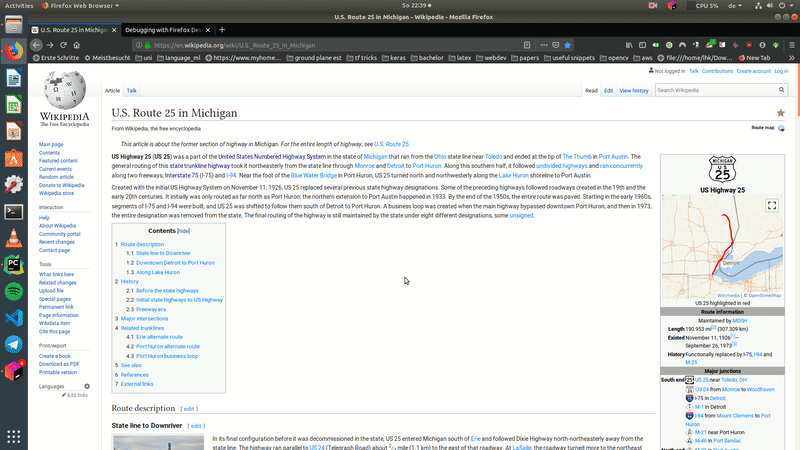 Activities
Firefox Web Browser
So 22:39
CPU 5%
de
U.S. Route 25 in Michigan - Wikipedia - Mozilla Firefox
U.S. Route 25 in Michigan - W
Debugging with Firefox Dev
https://en.wikipedia.org/wiki/U.S._Route_25_in_Michigan
Erste Schritte Meistbesucht uni language_ml https://www.myhome... ground plane est tf tricks keras bachelor latex webdev papers useful snippets opencv aws file:///home/lhk/Dow... New Tab
Not logged in Talk Contributions Create account Log in
Article Talk
Read Edit View history
Search Wikipedia
WIKIPEDIA
The Free Encyclopedia
Main page
Contents
Featured content
Current events
Random article
Donate to Wikipedia
Wikipedia store
Interaction
Help
About Wikipedia
Community portal
Recent changes
Contact page
Tools
What links here
Related changes
Upload file
Special pages
Permanent link
Page information
Wikidata item
Cite this page
Print/export
Create a book
Download as PDF
Printable version
Languages
Add links
U.S. Route 25 in Michigan
From Wikipedia, the free encyclopedia
Route map:
This article is about the former section of highway in Michigan. For the entire length of highway, see U.S. Route 25.
US Highway 25 (US 25) was a part of the United States Numbered Highway System in the state of Michigan that ran from the Ohio state line near Toledo and ended at the tip of The Thumb in Port Austin. The
general routing of this state trunkline highway took it northeasterly from the state line through Monroe and Detroit to Port Huron. Along this southern half, it followed undivided highways and ran concurrently
along two freeways, Interstate 75 (I-75) and I-94. Near the foot of the Blue Water Bridge in Port Huron, US 25 turned north and northwesterly along the Lake Huron shoreline to Port Austin.
Created with the initial US Highway System on November 11, 1926, US 25 replaced several previous state highway designations. Some of the preceding highways followed roadways created in the 19th and the
early 20th centuries. It initially was only routed as far north as Port Huron; the northern extension to Port Austin happened in 1933. By the end of the 1950s, the entire route was paved. Starting in the early 1960s,
segments of I-75 and I-94 were built, and US 25 was shifted to follow them south of Detroit to Port Huron. A business loop was created when the main highway bypassed downtown Port Huron, and then in 1973,
the entire designation was removed from the state. The final routing of the highway is still maintained by the state under eight different designations, some unsigned.
Contents [hide]
1 Route description
1.1 State line to Downriver
1.2 Downtown Detroit to Port Huron
1.3 Along Lake Huron
2 History
2.1 Before the state highways
2.2 Initial state highways to US Highway
2.3 Freeway era
3 Major intersections
4 Related trunklines
4.1 Erie alternate route
4.2 Port Huron alternate route
4.3 Port Huron business loop
5 See also
6 References
7 External links
Route description [ edit ]
State line to Downriver [ edit ]
In its final configuration before it was decommissioned in the state, US 25 entered Michigan south of Erie and followed Dixie Highway north-northeasterly away from the
state line. The highway ran parallel to US 24 (Telegraph Road) about 2/3 mile (1.1 km) to the east of that roadway. At LaSalle, the roadway turned more to the northeast
US 25
US Highway 25
Detroit
Wikipedia | © OpenStreetMap
US 25 highlighted in red
Route information
Maintained by MDSH
Length 190.953 mi[2] (307.309 km)
Existed November 11, 1926[1]–
September 26, 1973[3]
History Functionally replaced by I-75, I-94 and
M-25
Major junctions
South end US 25 near Toledo, OH
US 24 from Monroe to Woodhaven
I-75 in Detroit
M-1 in Detroit
I-94 from Mount Clemens to Port
Huron
M-21 near Port Huron
M-46 in Port Sanilac